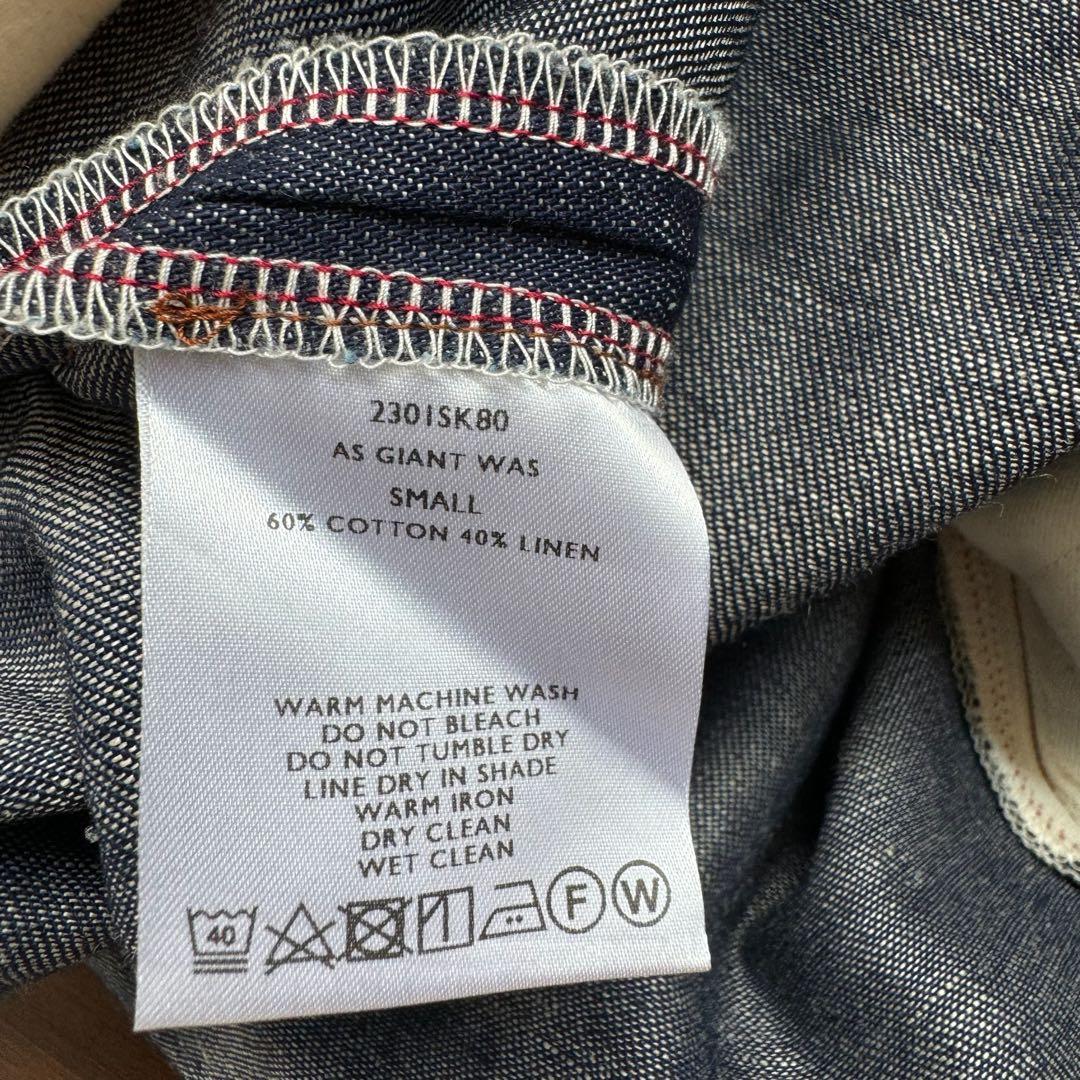 2301SK80
AS GIANT WAS
SMALL
60% COTTON 40% LINEN
WARM MACHINE WASH
DO NOT BLEACH
DO NOT TUMBLE DRY
LINE DRY IN SHADE
WARM IRON
DRY CLEAN
WET CLEAN
40 F W